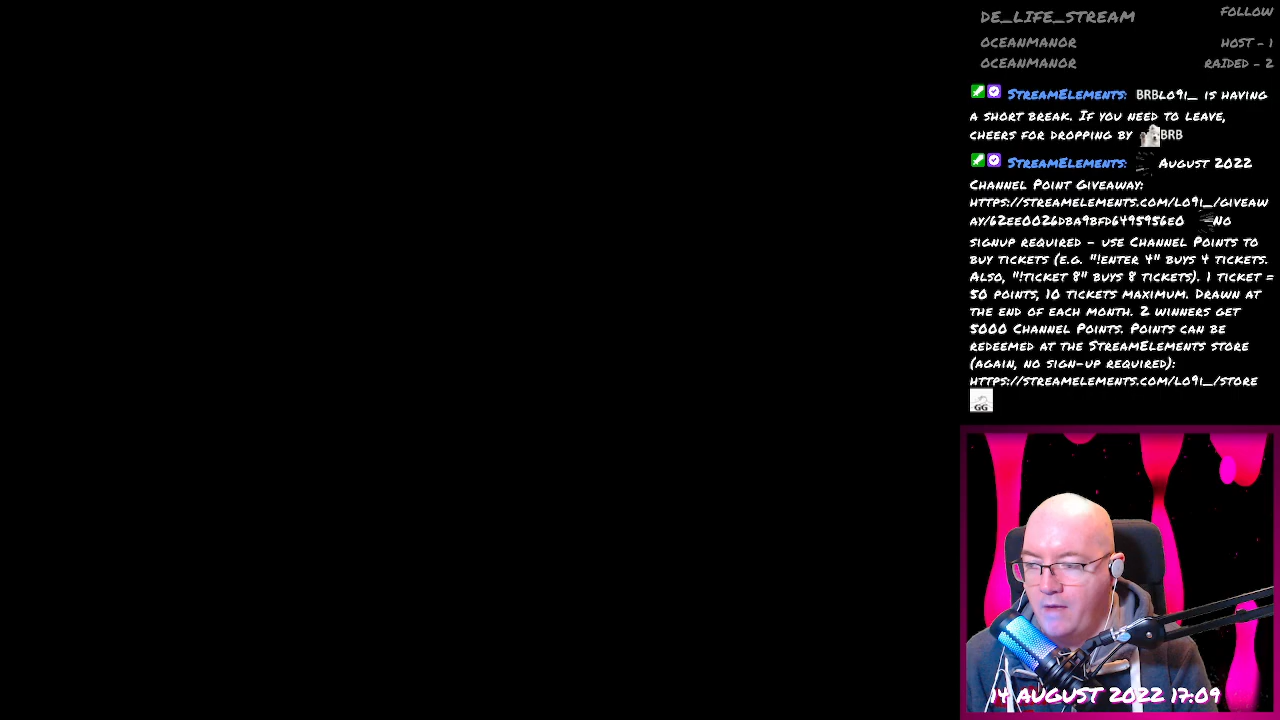 DE_LIFE_STREAM FOLLOW
OCEANMANOR HOST - 1
OCEANMANOR RAIDED - 2
StreamElements: BRBlo9i_ is having
a short break. If you need to leave,
cheers for dropping by BRB
StreamElements: August 2022
Channel Point Giveaway:
https://streamelements.com/lo9i_/giveaw
ay/62ee0026dba98fd6495956e0 No
signup required - use Channel Points to
buy tickets (e.g. "!enter 4" buys 4 tickets.
Also, "!ticket 8" buys 8 tickets). 1 ticket =
50 points, 10 tickets maximum. Drawn at
the end of each month. 2 winners get
5000 Channel Points. Points can be
redeemed at the StreamElements store
(again, no sign-up required):
https://streamelements.com/lo9i_/store
GG
14 AUGUST 2022 17:09